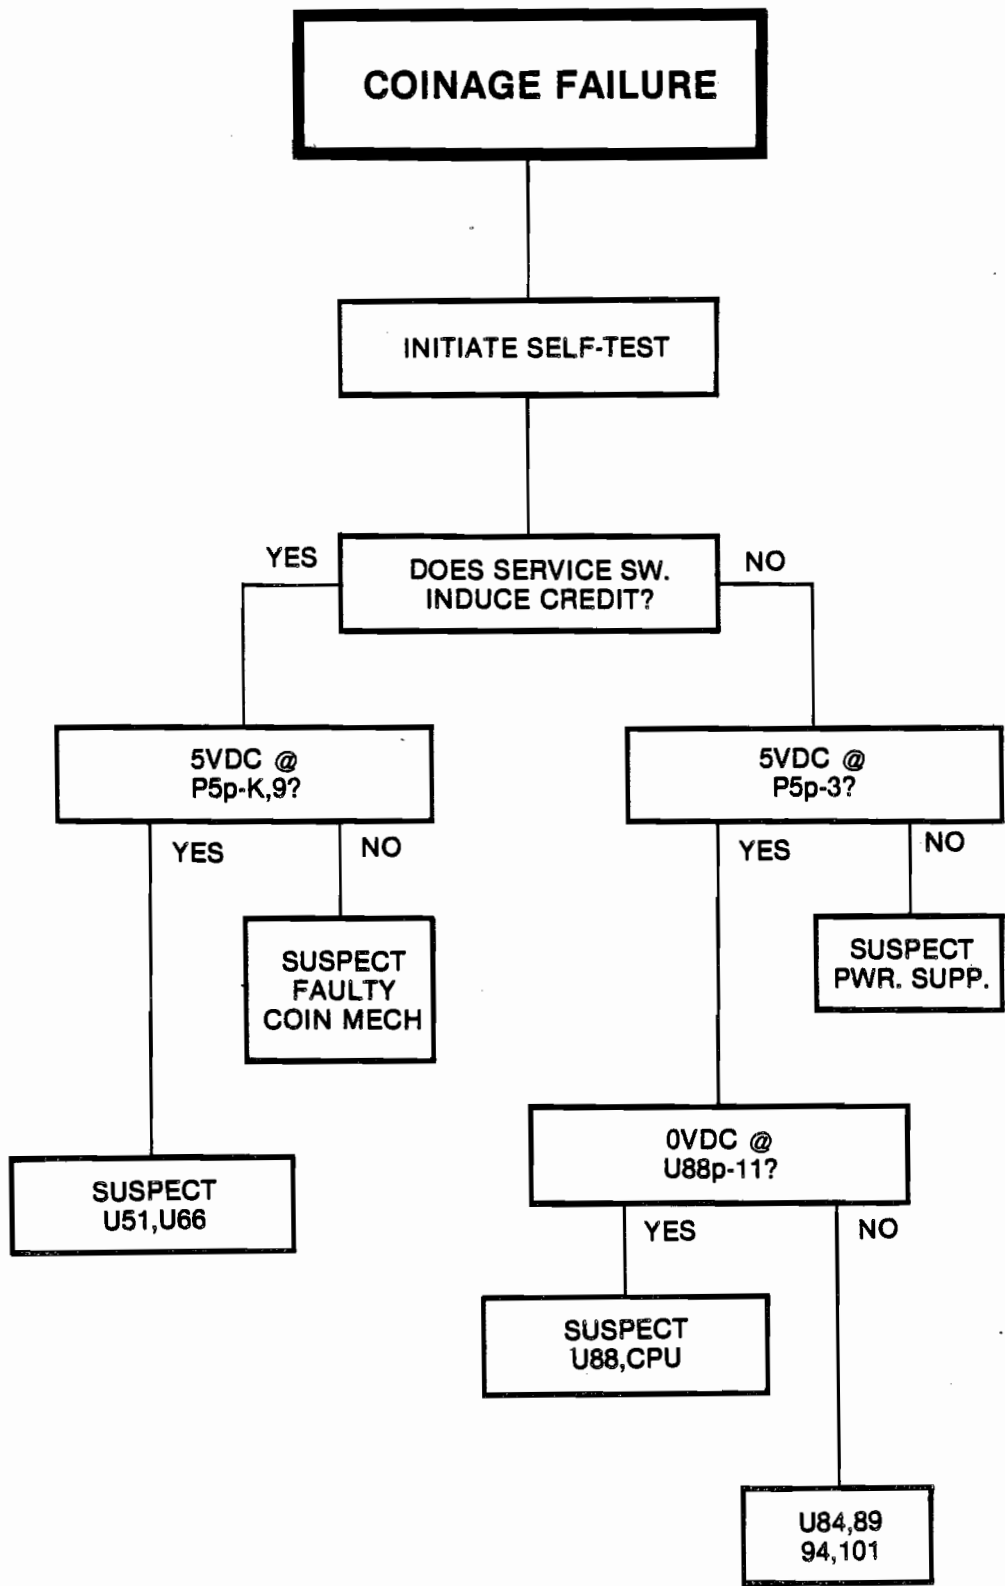 COINAGE FAILURE
INITIATE SELF-TEST
YES
DOES SERVICE SW.
INDUCE CREDIT?
NO
5VDC @
P5p-K,9?
5VDC @
P5p-3?
YES
NO
YES
NO
SUSPECT
FAULTY
COIN MECH
SUSPECT
PWR. SUPP.
0VDC @
U88p-11?
SUSPECT
U51,U66
YES
NO
SUSPECT
U88,CPU
U84,89
94,101